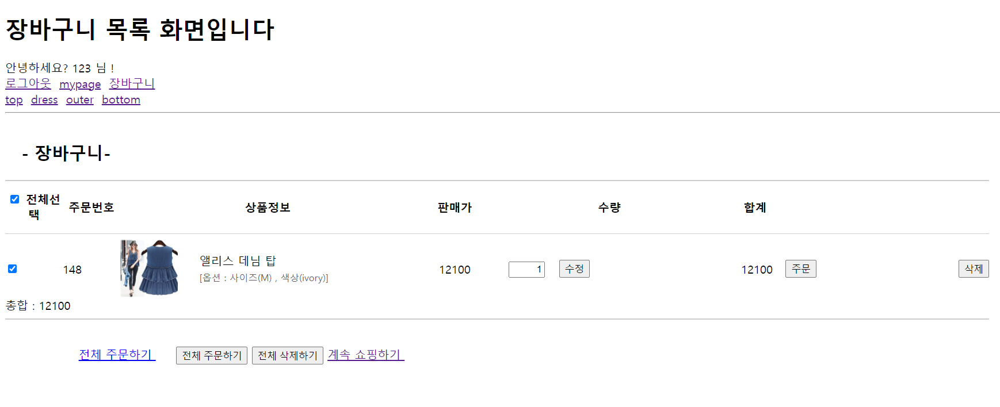 장바구니 목록 화면입니다
안녕하세요? 123 님 !
로그아웃 mypage 장바구니
top dress outer bottom
- 장바구니-
전체선택 주문번호 상품정보 판매가 수량 합계
148 앨리스 데님 탑 12100 1 수정 12100 주문 삭제
[옵션 : 사이즈(M) , 색상(ivory)]
총합 : 12100
전체 주문하기 전체 주문하기 전체 삭제하기 계속 쇼핑하기